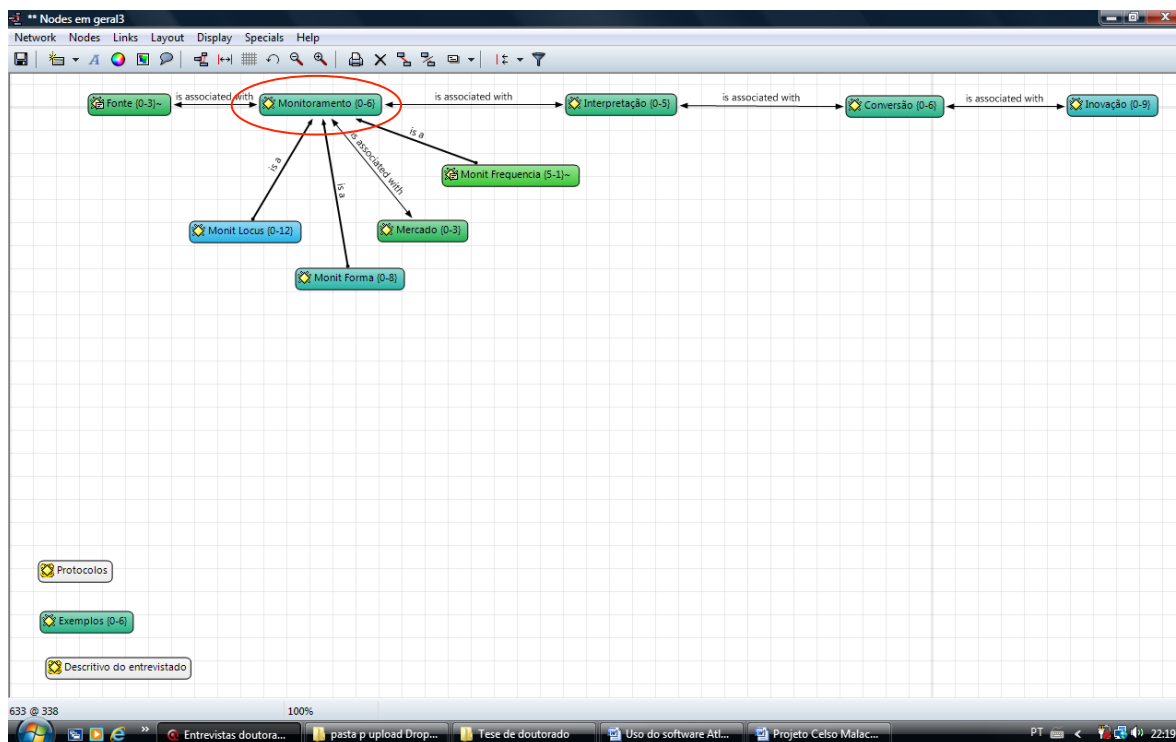 ** Nodes em geral3
Network Nodes Links Layout Display Specials Help
Fonte {0-3}~
is associated with
Monitoramento {0-6}
is associated with
Interpretação {0-5}
is associated with
Conversão {0-6}
is associated with
Inovação {0-9}
is a
is a
is associated with
is a
Monit Frequencia {5-1}~
Monit Locus {0-12}
Mercado {0-3}
Monit Forma {0-8}
Protocolos
Exemplos {0-6}
Descritivo do entrevistado
633 @ 338 100%
Entrevistas doutora... pasta p upload Drop... Tese de doutorado Uso do software Atl... Projeto Celso Malac... PT